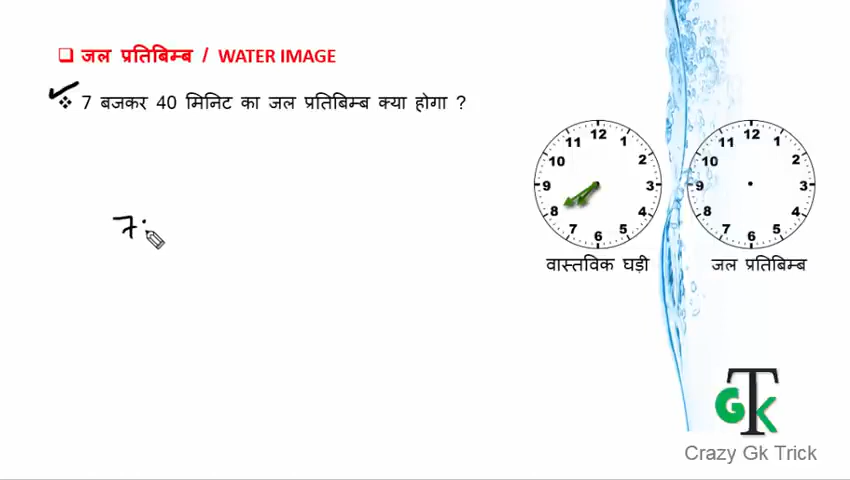 जल प्रतिबिम्ब / WATER IMAGE
7 बजकर 40 मिनिट का जल प्रतिबिम्ब क्या होगा ?
7:
12
11 1
10 2
9 3
8 4
7 5
6
वास्तविक घड़ी
12
11 1
10 2
9 3
8 4
7 5
6
जल प्रतिबिम्ब
GTK
Crazy Gk Trick